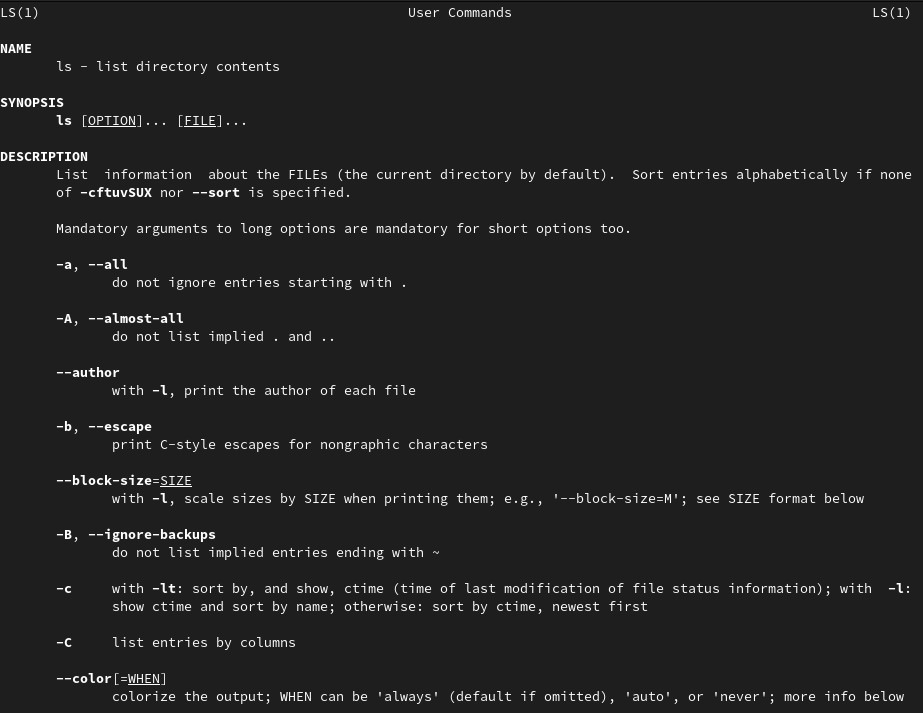 LS(1) User Commands LS(1)
NAME
ls - list directory contents
SYNOPSIS
ls [OPTION]... [FILE]...
DESCRIPTION
List information about the FILEs (the current directory by default). Sort entries alphabetically if none
of -cftuvSUX nor --sort is specified.
Mandatory arguments to long options are mandatory for short options too.
-a, --all
do not ignore entries starting with .
-A, --almost-all
do not list implied . and ..
--author
with -l, print the author of each file
-b, --escape
print C-style escapes for nongraphic characters
--block-size=SIZE
with -l, scale sizes by SIZE when printing them; e.g., '--block-size=M'; see SIZE format below
-B, --ignore-backups
do not list implied entries ending with ~
-c with -lt: sort by, and show, ctime (time of last modification of file status information); with -l:
show ctime and sort by name; otherwise: sort by ctime, newest first
-C list entries by columns
--color[=WHEN]
colorize the output; WHEN can be 'always' (default if omitted), 'auto', or 'never'; more info below